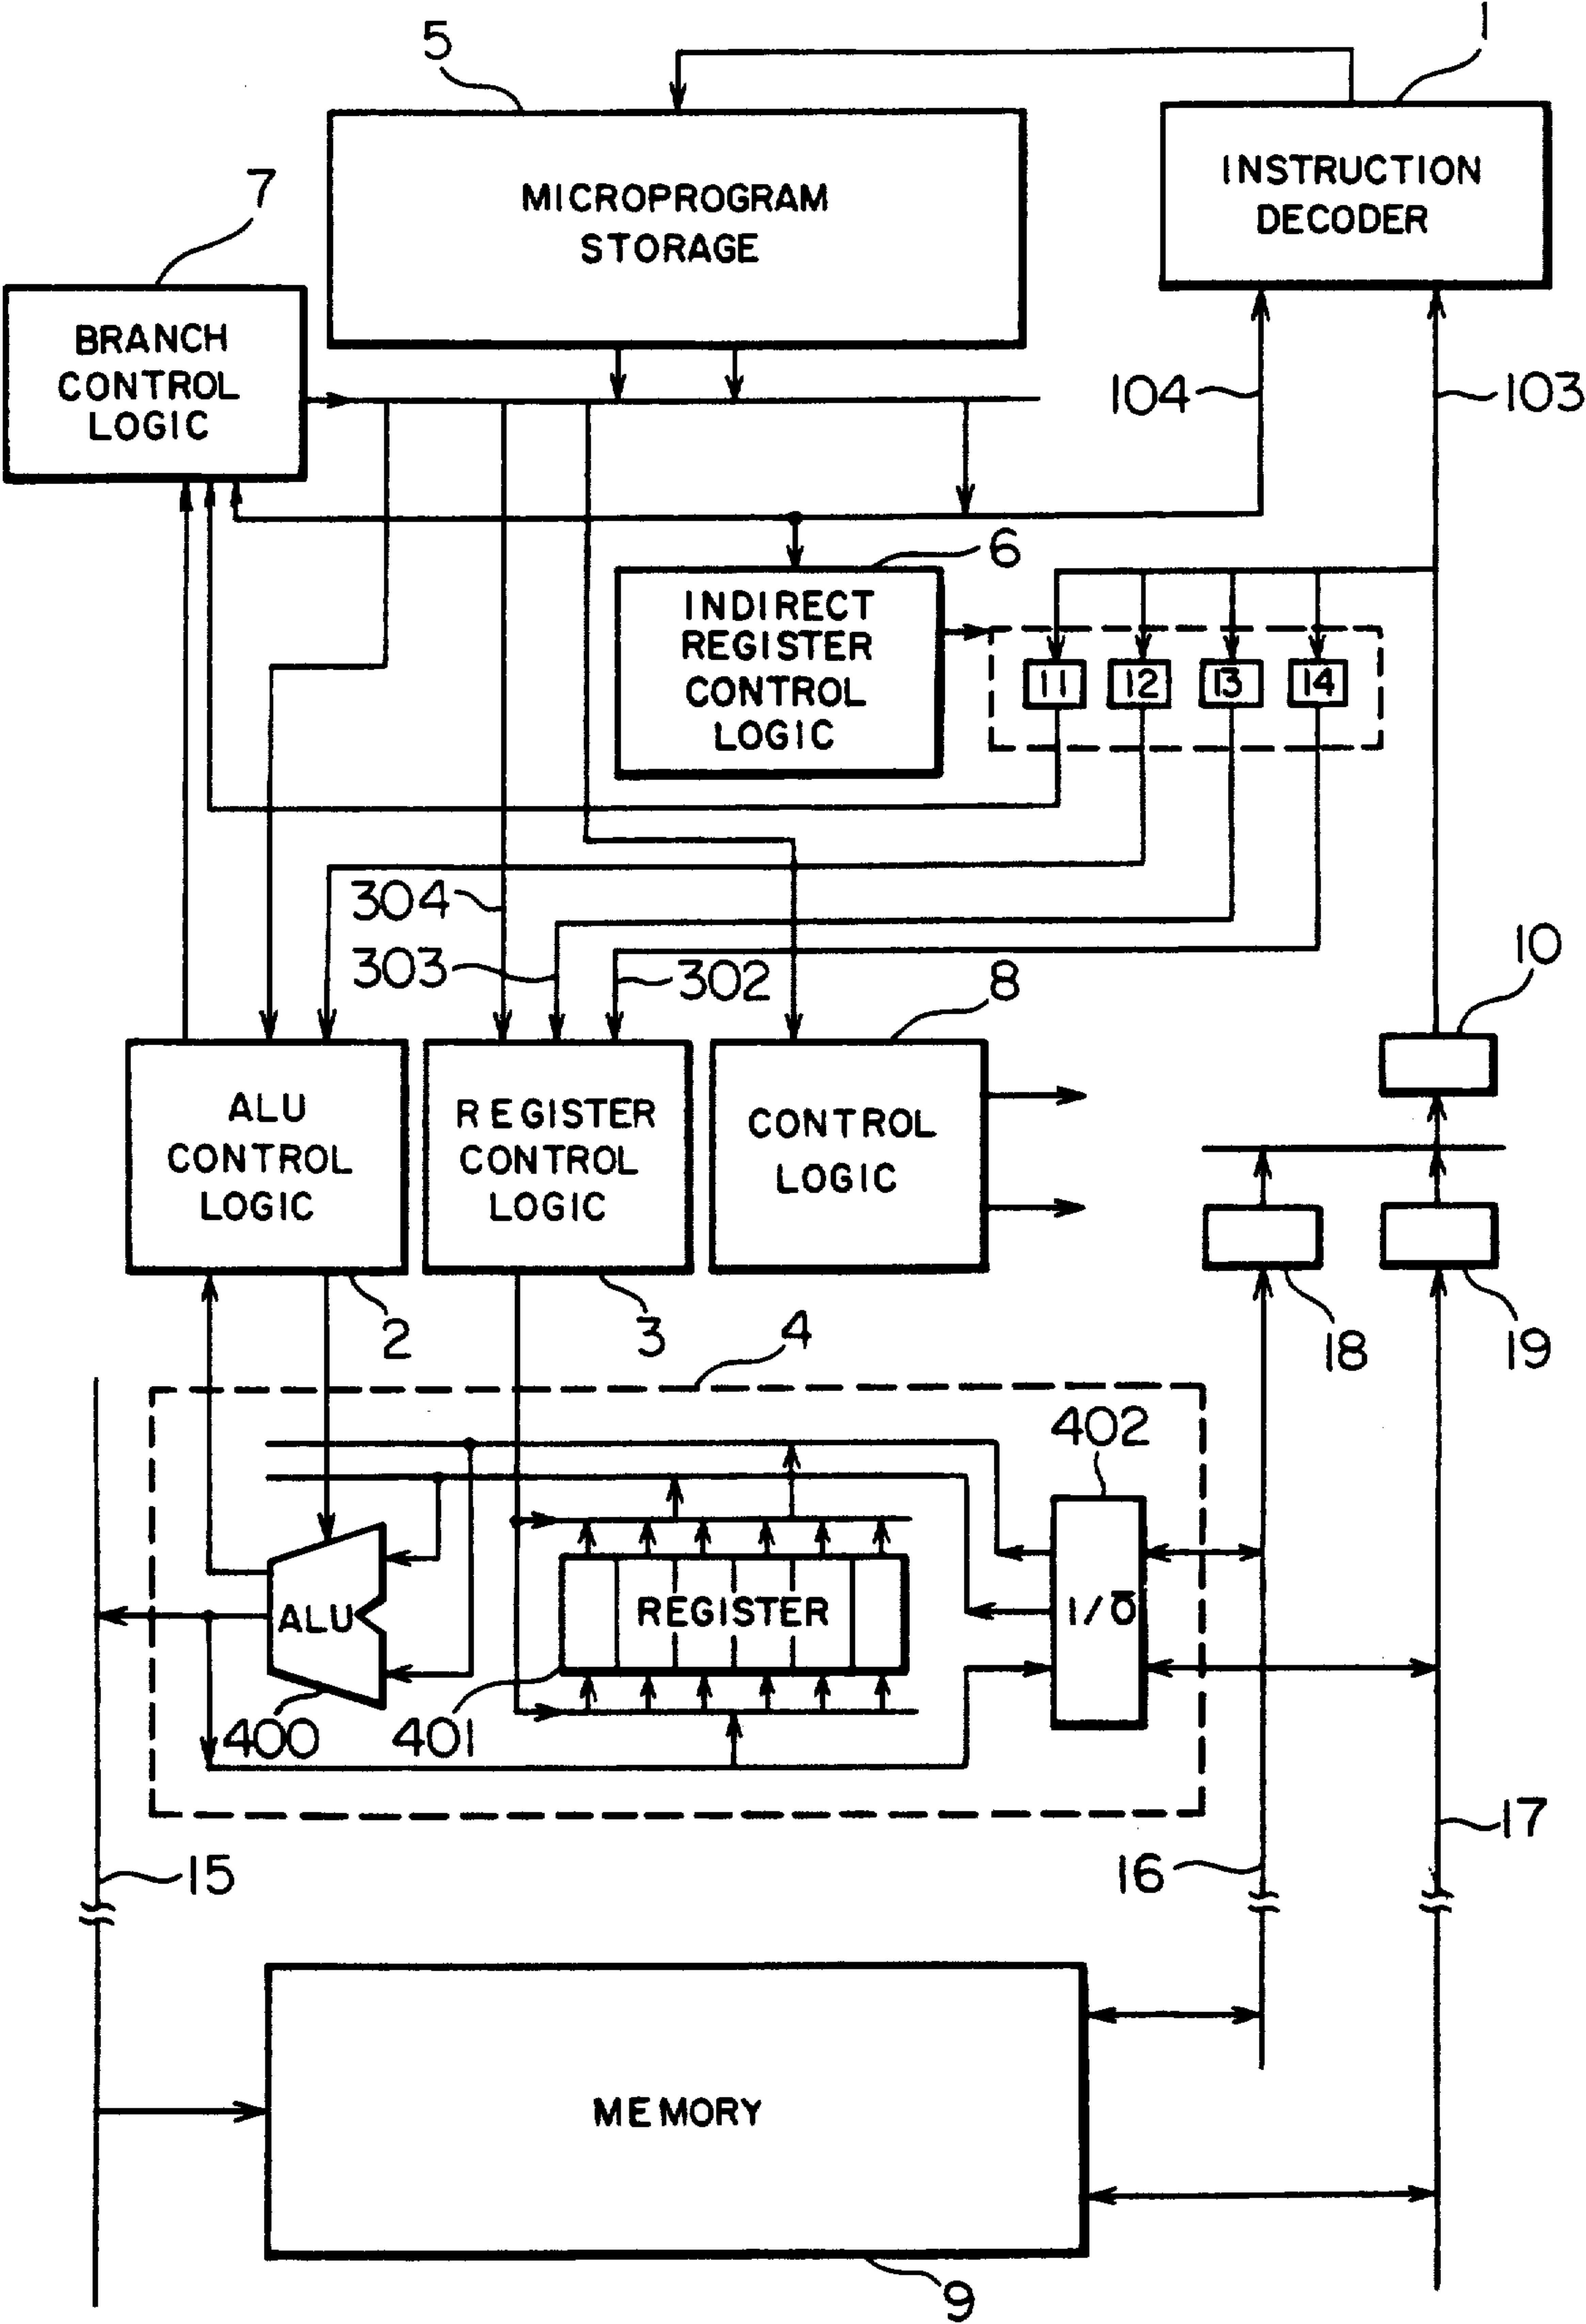 5
1
MICROPROGRAM
STORAGE
INSTRUCTION
DECODER
7
BRANCH
CONTROL
LOGIC
104
103
6
INDIRECT
REGISTER
CONTROL
LOGIC
11
12
13
14
304
303
302
8
10
ALU
CONTROL
LOGIC
REGISTER
CONTROL
LOGIC
CONTROL
LOGIC
2
3
4
18
19
402
ALU
REGISTER
I/O̅
400
401
15
16
17
MEMORY
9